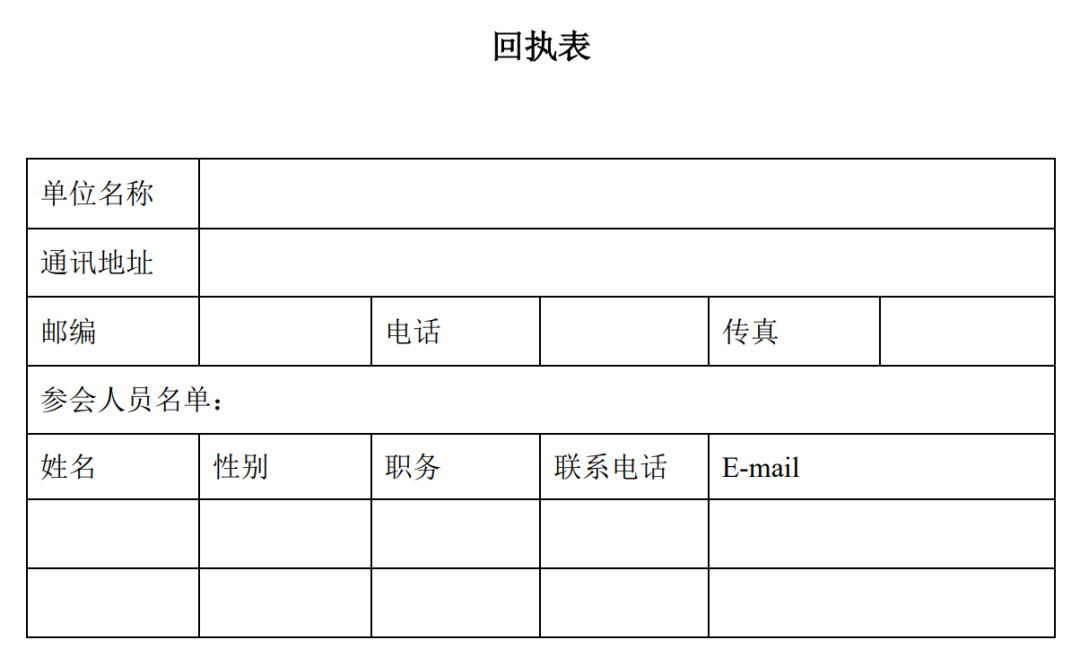 回执表
单位名称
通讯地址
邮编 电话 传真
参会人员名单：
姓名 性别 职务 联系电话 E-mail